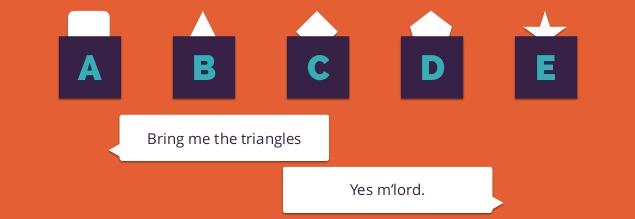 A B C D E
Bring me the triangles
Yes m'lord.